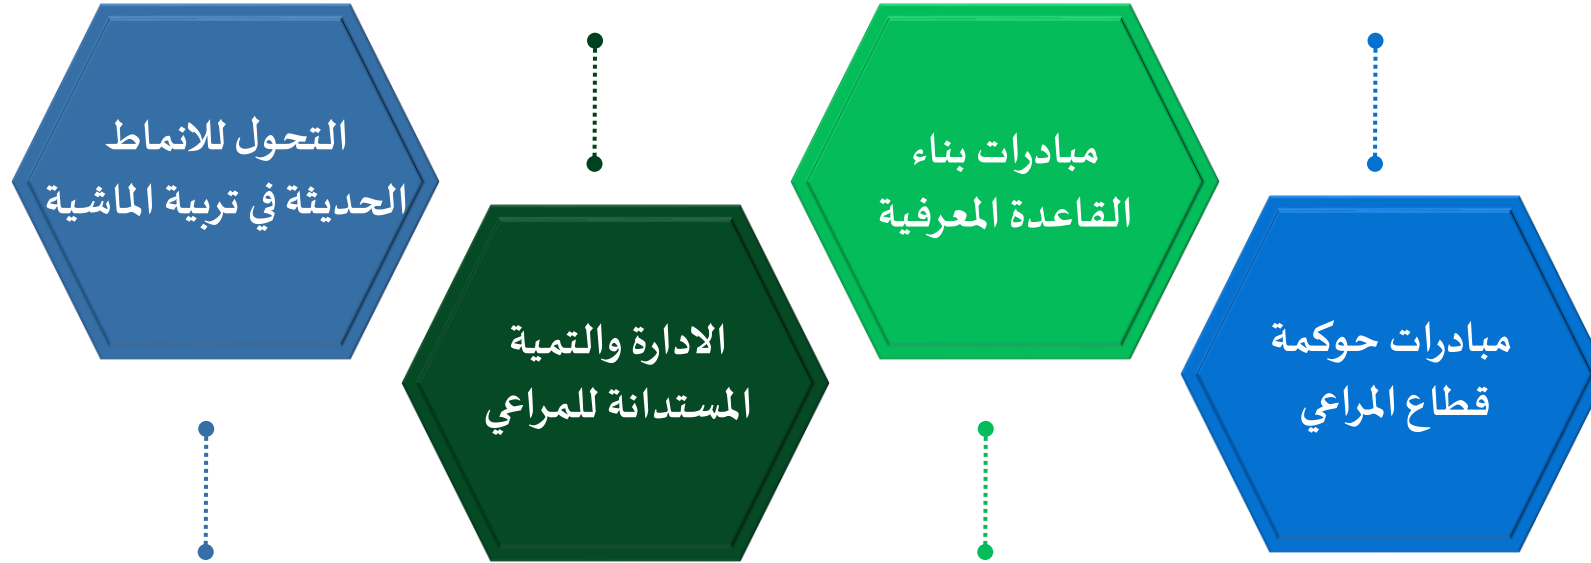 مبادرات حوكمة
قطاع المراعي
مبادرات بناء
القاعدة المعرفية
الادارة والتمية
المستدانة للمراعي
التحول للانماط
الحديثة في تربية الماشية